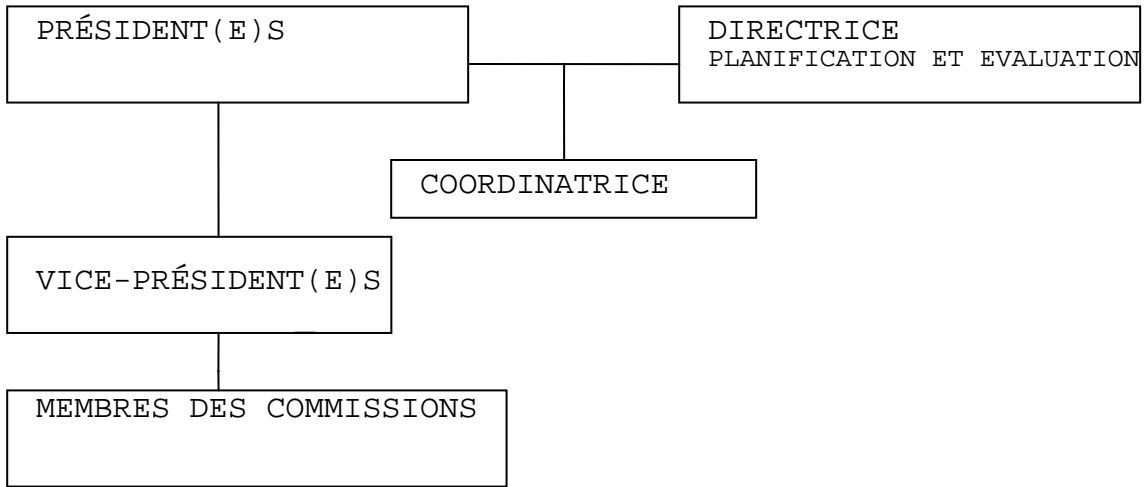 PRÉSIDENT(E)S
DIRECTRICE
PLANIFICATION ET EVALUATION
COORDINATRICE
VICE-PRÉSIDENT(E)S
MEMBRES DES COMMISSIONS